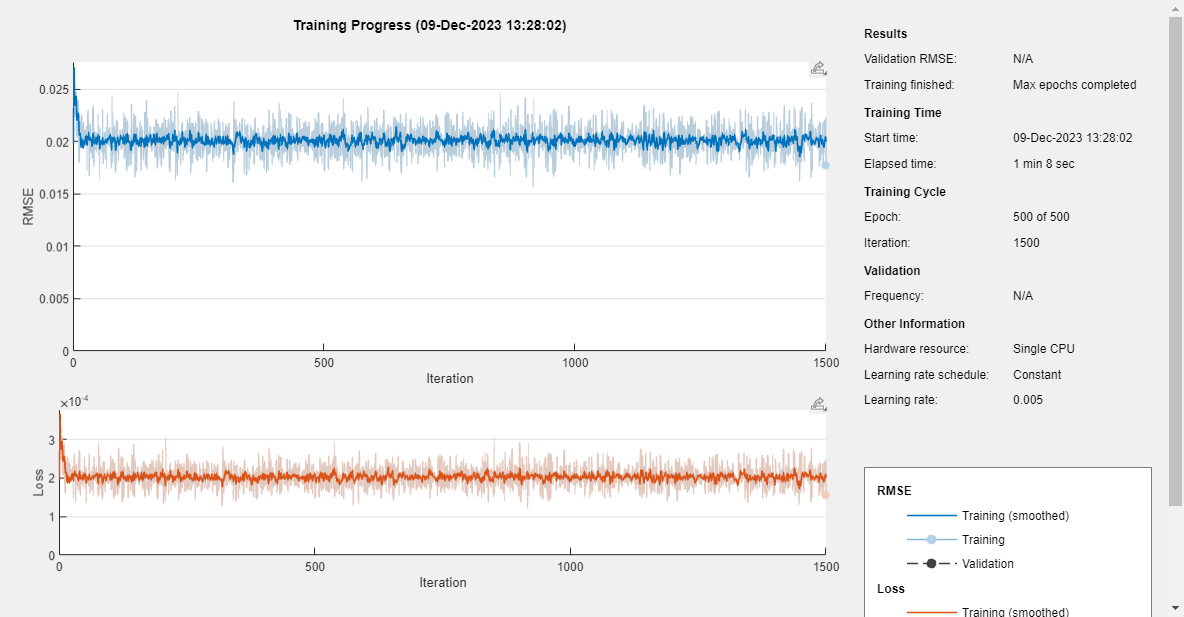 Training Progress (09-Dec-2023 13:28:02)
0.025
0.02
0.015
0.01
0.005
0
RMSE
0 500 1000 1500
Iteration
×10-4
3
2
1
0
Loss
0 500 1000 1500
Iteration
Results
Validation RMSE: N/A
Training finished: Max epochs completed
Training Time
Start time: 09-Dec-2023 13:28:02
Elapsed time: 1 min 8 sec
Training Cycle
Epoch: 500 of 500
Iteration: 1500
Validation
Frequency: N/A
Other Information
Hardware resource: Single CPU
Learning rate schedule: Constant
Learning rate: 0.005
RMSE
Training (smoothed)
Training
Validation
Loss
Training (smoothed)